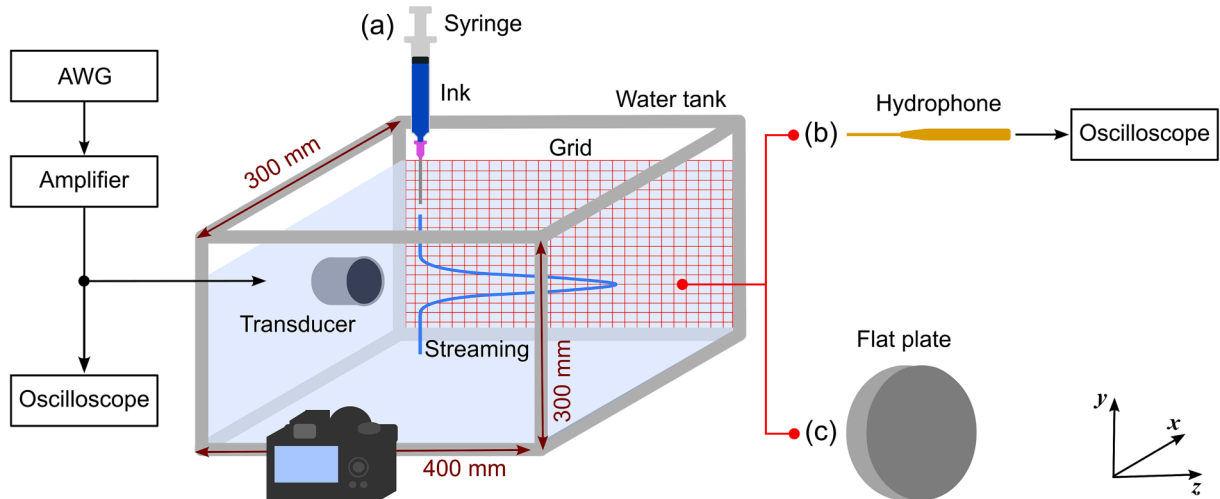 (a)
Syringe
AWG
Ink
Water tank
Hydrophone
(b)
Oscilloscope
300 mm
Grid
Amplifier
Transducer
Streaming
Flat plate
Oscilloscope
300 mm
(c)
400 mm
y
x
z